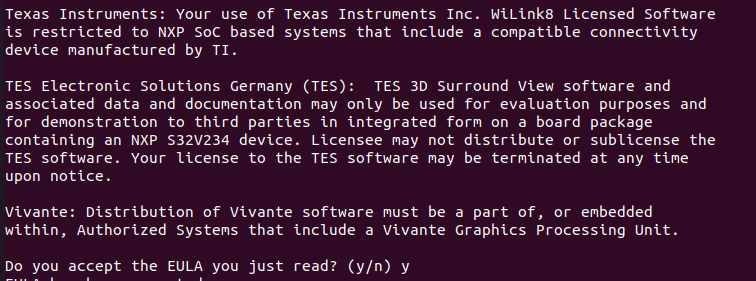 Texas Instruments: Your use of Texas Instruments Inc. WiLink8 Licensed Software
is restricted to NXP SoC based systems that include a compatible connectivity
device manufactured by TI.
TES Electronic Solutions Germany (TES):  TES 3D Surround View software and
associated data and documentation may only be used for evaluation purposes and
for demonstration to third parties in integrated form on a board package
containing an NXP S32V234 device. Licensee may not distribute or sublicense the
TES software. Your license to the TES software may be terminated at any time
upon notice.
Vivante: Distribution of Vivante software must be a part of, or embedded
within, Authorized Systems that include a Vivante Graphics Processing Unit.
Do you accept the EULA you just read? (y/n) y